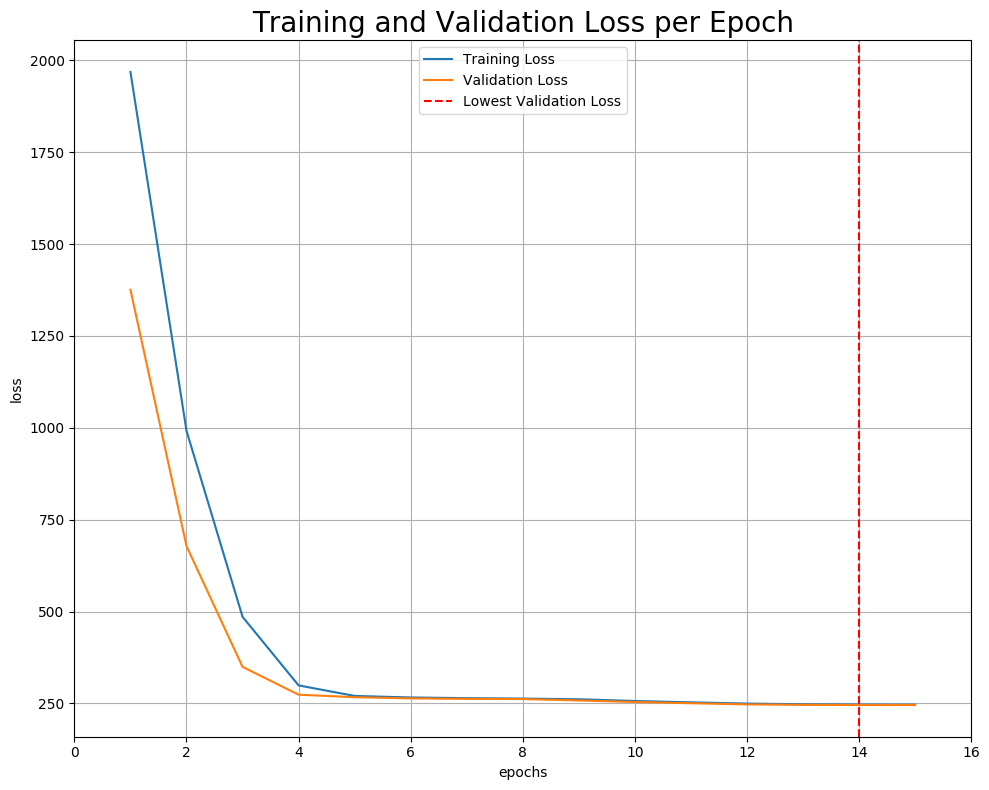 Training and Validation Loss per Epoch
Training Loss
Validation Loss
Lowest Validation Loss
2000
1750
1500
1250
1000
750
500
250
loss
0 2 4 6 8 10 12 14 16
epochs